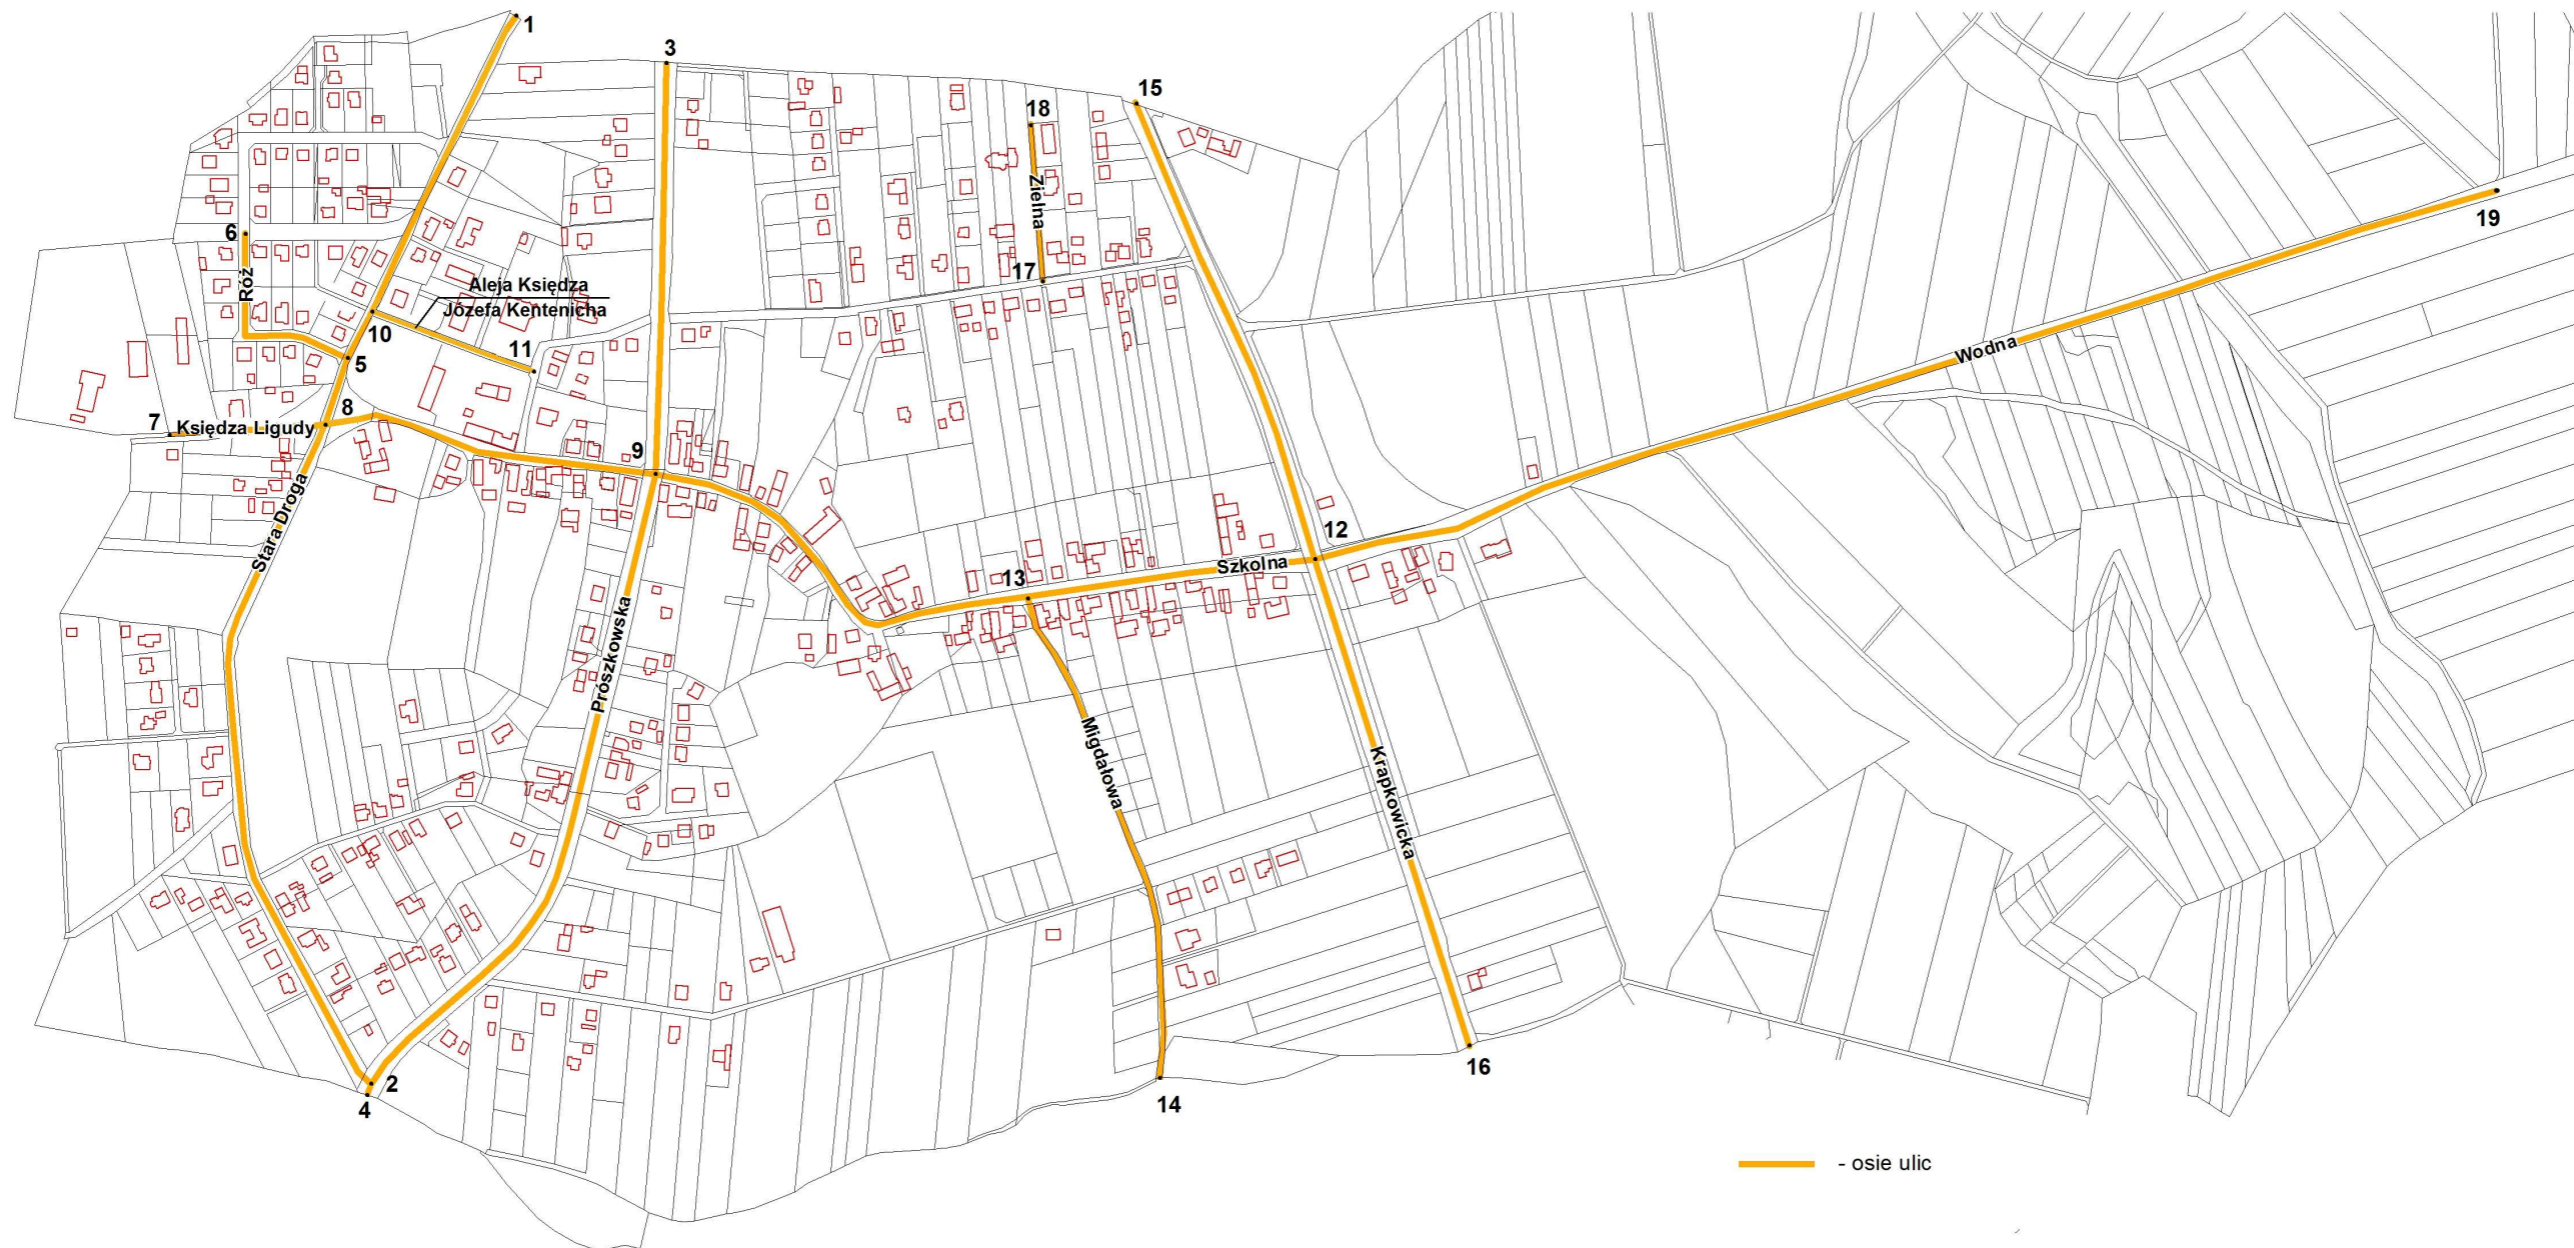 1
3
15
18
Zielna
19
6
Róż
17
Aleja Księdza
Józefa Kentenicha
10
11
5
Wodna
7
Księdza Ligudy
8
9
Stara Droga
12
Szkolna
13
Prószkowska
Migdałowa
Krapkowicka
2
4
16
14
- osie ulic